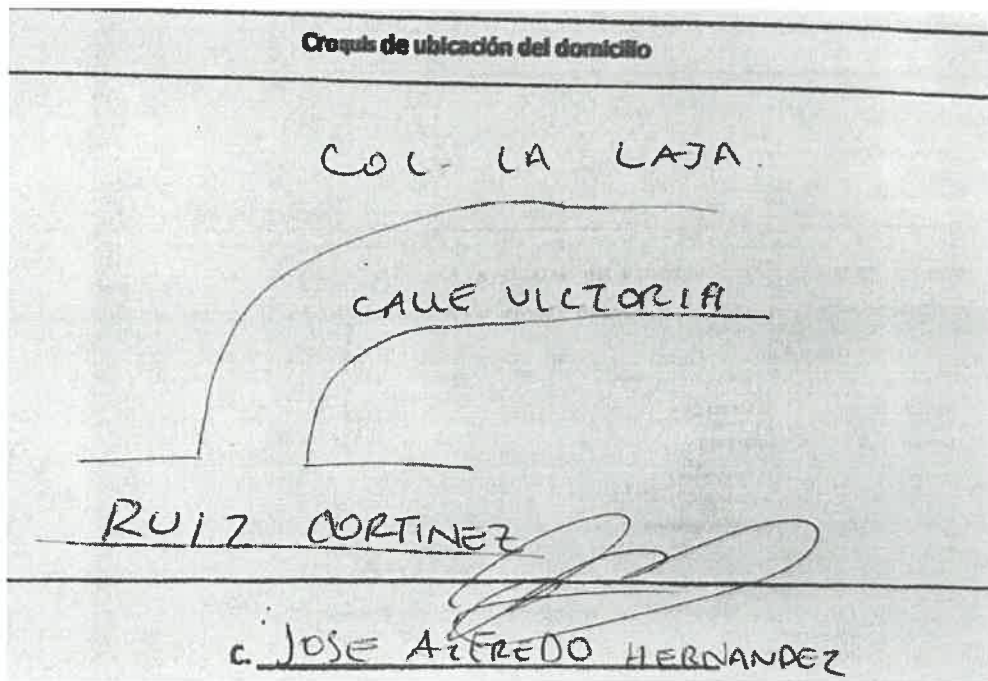 Croquis de ubicación del domicilio
COL. LA LAJA.
CALLE VICTORIA
RUIZ CORTINEZ
C. JOSE ALFREDO HERNANDEZ